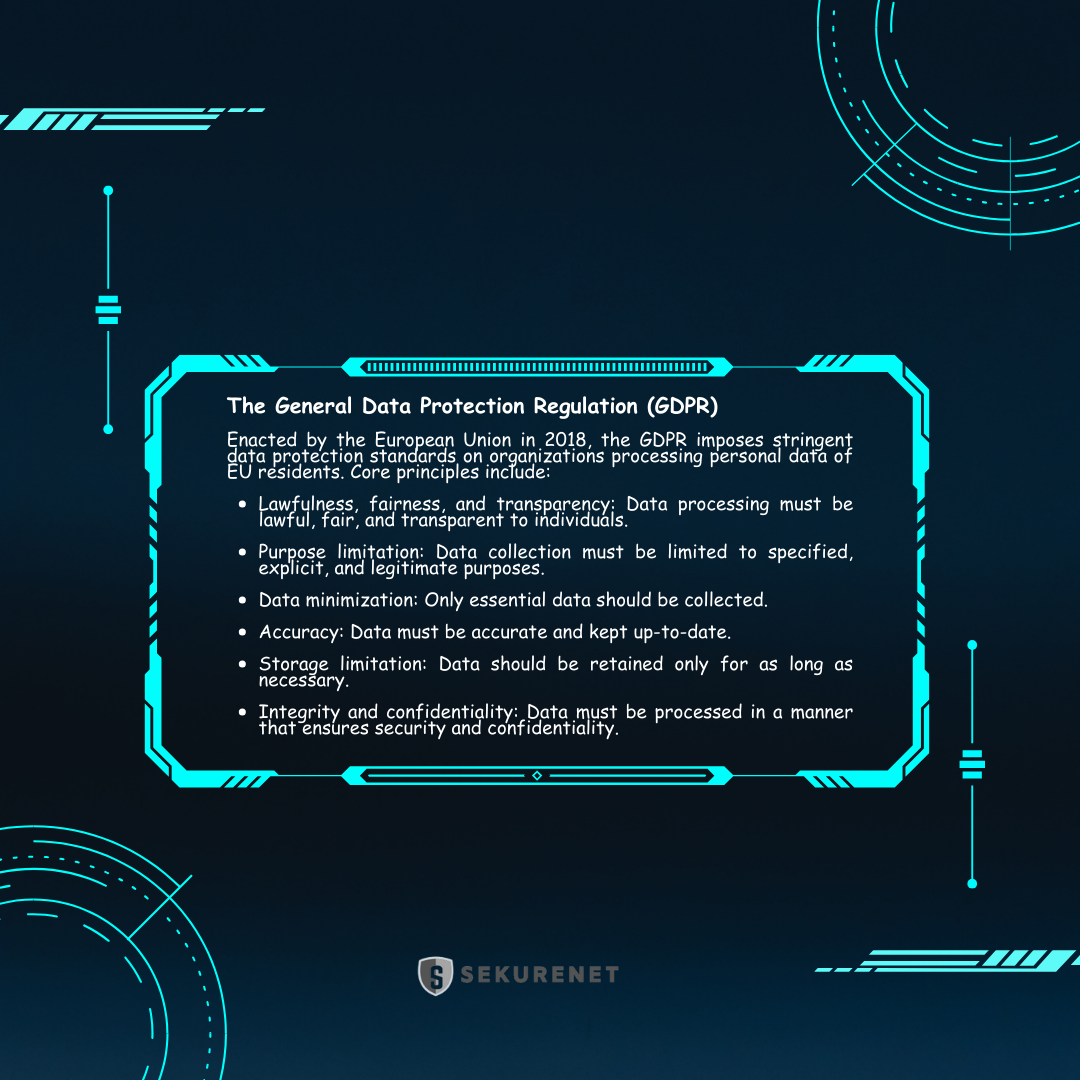 The General Data Protection Regulation (GDPR)
Enacted by the European Union in 2018, the GDPR imposes stringent
data protection standards on organizations processing personal data of
EU residents. Core principles include:
• Lawfulness, fairness, and transparency: Data processing must be
lawful, fair, and transparent to individuals.
• Purpose limitation: Data collection must be limited to specified,
explicit, and legitimate purposes.
• Data minimization: Only essential data should be collected.
• Accuracy: Data must be accurate and kept up-to-date.
• Storage limitation: Data should be retained only for as long as
necessary.
• Integrity and confidentiality: Data must be processed in a manner
that ensures security and confidentiality.
SEKURENET